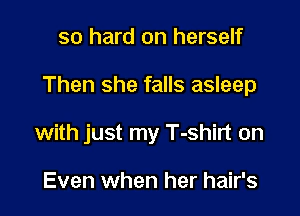 so hard on herself
Then she falls asleep
with just my T-shirt on
Even when her hair's